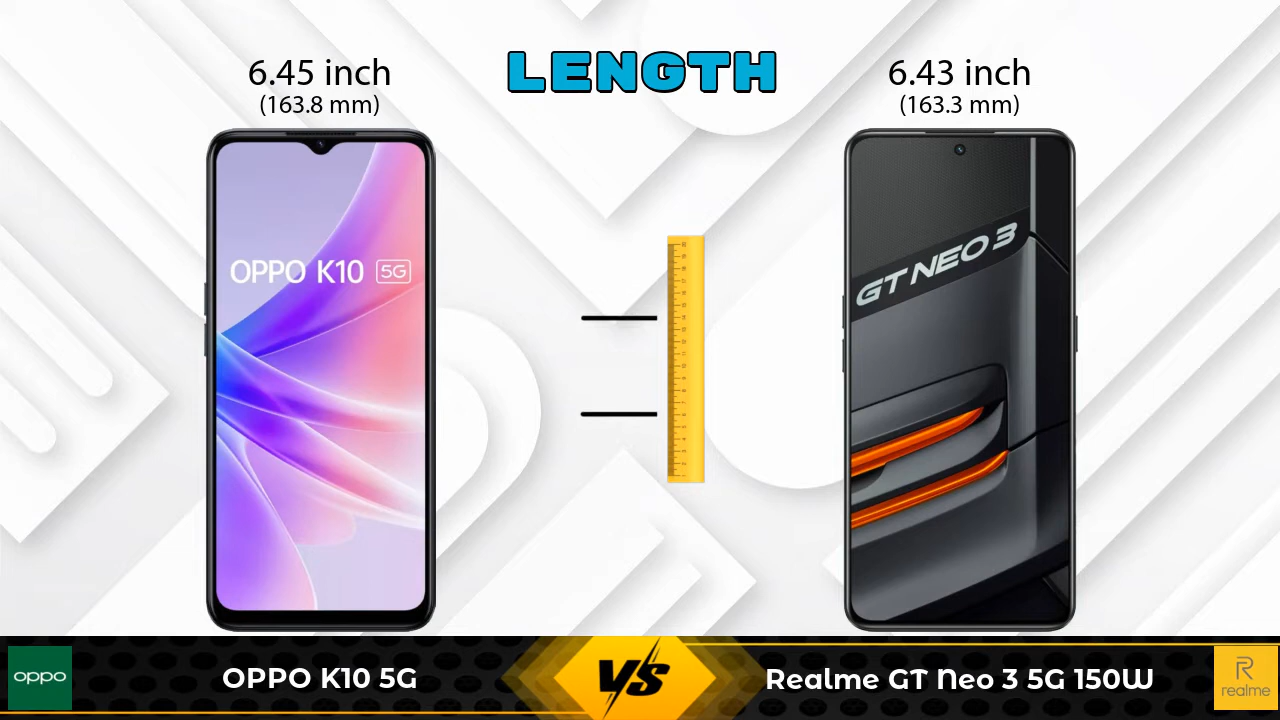 LENGTH
6.45 inch
(163.8 mm)
6.43 inch
(163.3 mm)
OPPO K10 5G
GT NEO 3
oppo
OPPO K10 5G
VS
Realme GT Neo 3 5G 150W
R
realme